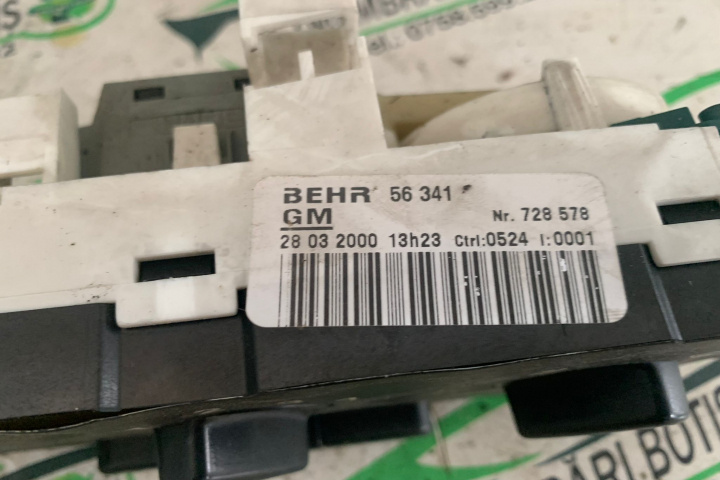 BEHR 56 341
GM Nr. 728 578
28 03 2000 13h23 Ctrl:0524 I:0001